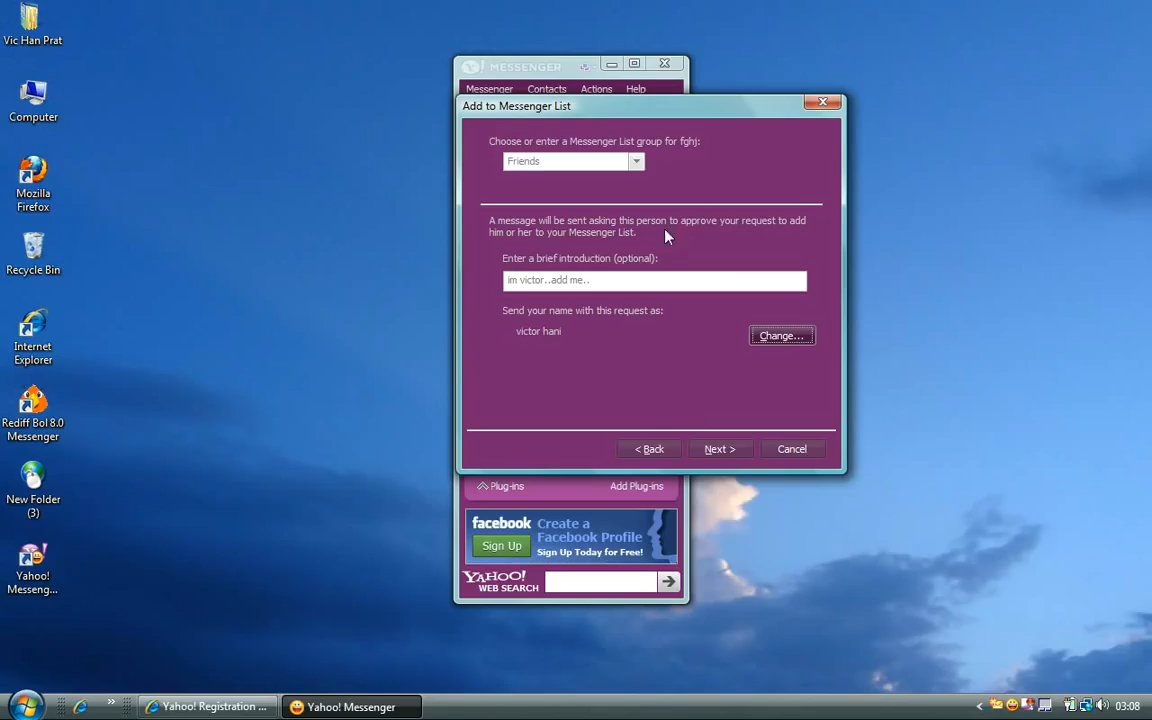 Vic Han Prat
Computer
Mozilla
Firefox
Recycle Bin
Internet
Explorer
Rediff Bol 8.0
Messenger
New Folder
(3)
Yahoo!
Messeng...
Y! MESSENGER
Messenger Contacts Actions Help
Add to Messenger List
Choose or enter a Messenger List group for fghj:
Friends
A message will be sent asking this person to approve your request to add
him or her to your Messenger List.
Enter a brief introduction (optional):
im victor..add me..
Send your name with this request as:
victor hani
Change...
< Back Next > Cancel
Plug-ins Add Plug-ins
facebook Create a
Facebook Profile
Sign Up Sign Up Today for Free!
YAHOO!
WEB SEARCH
Yahoo! Registration ... Yahoo! Messenger 03:08